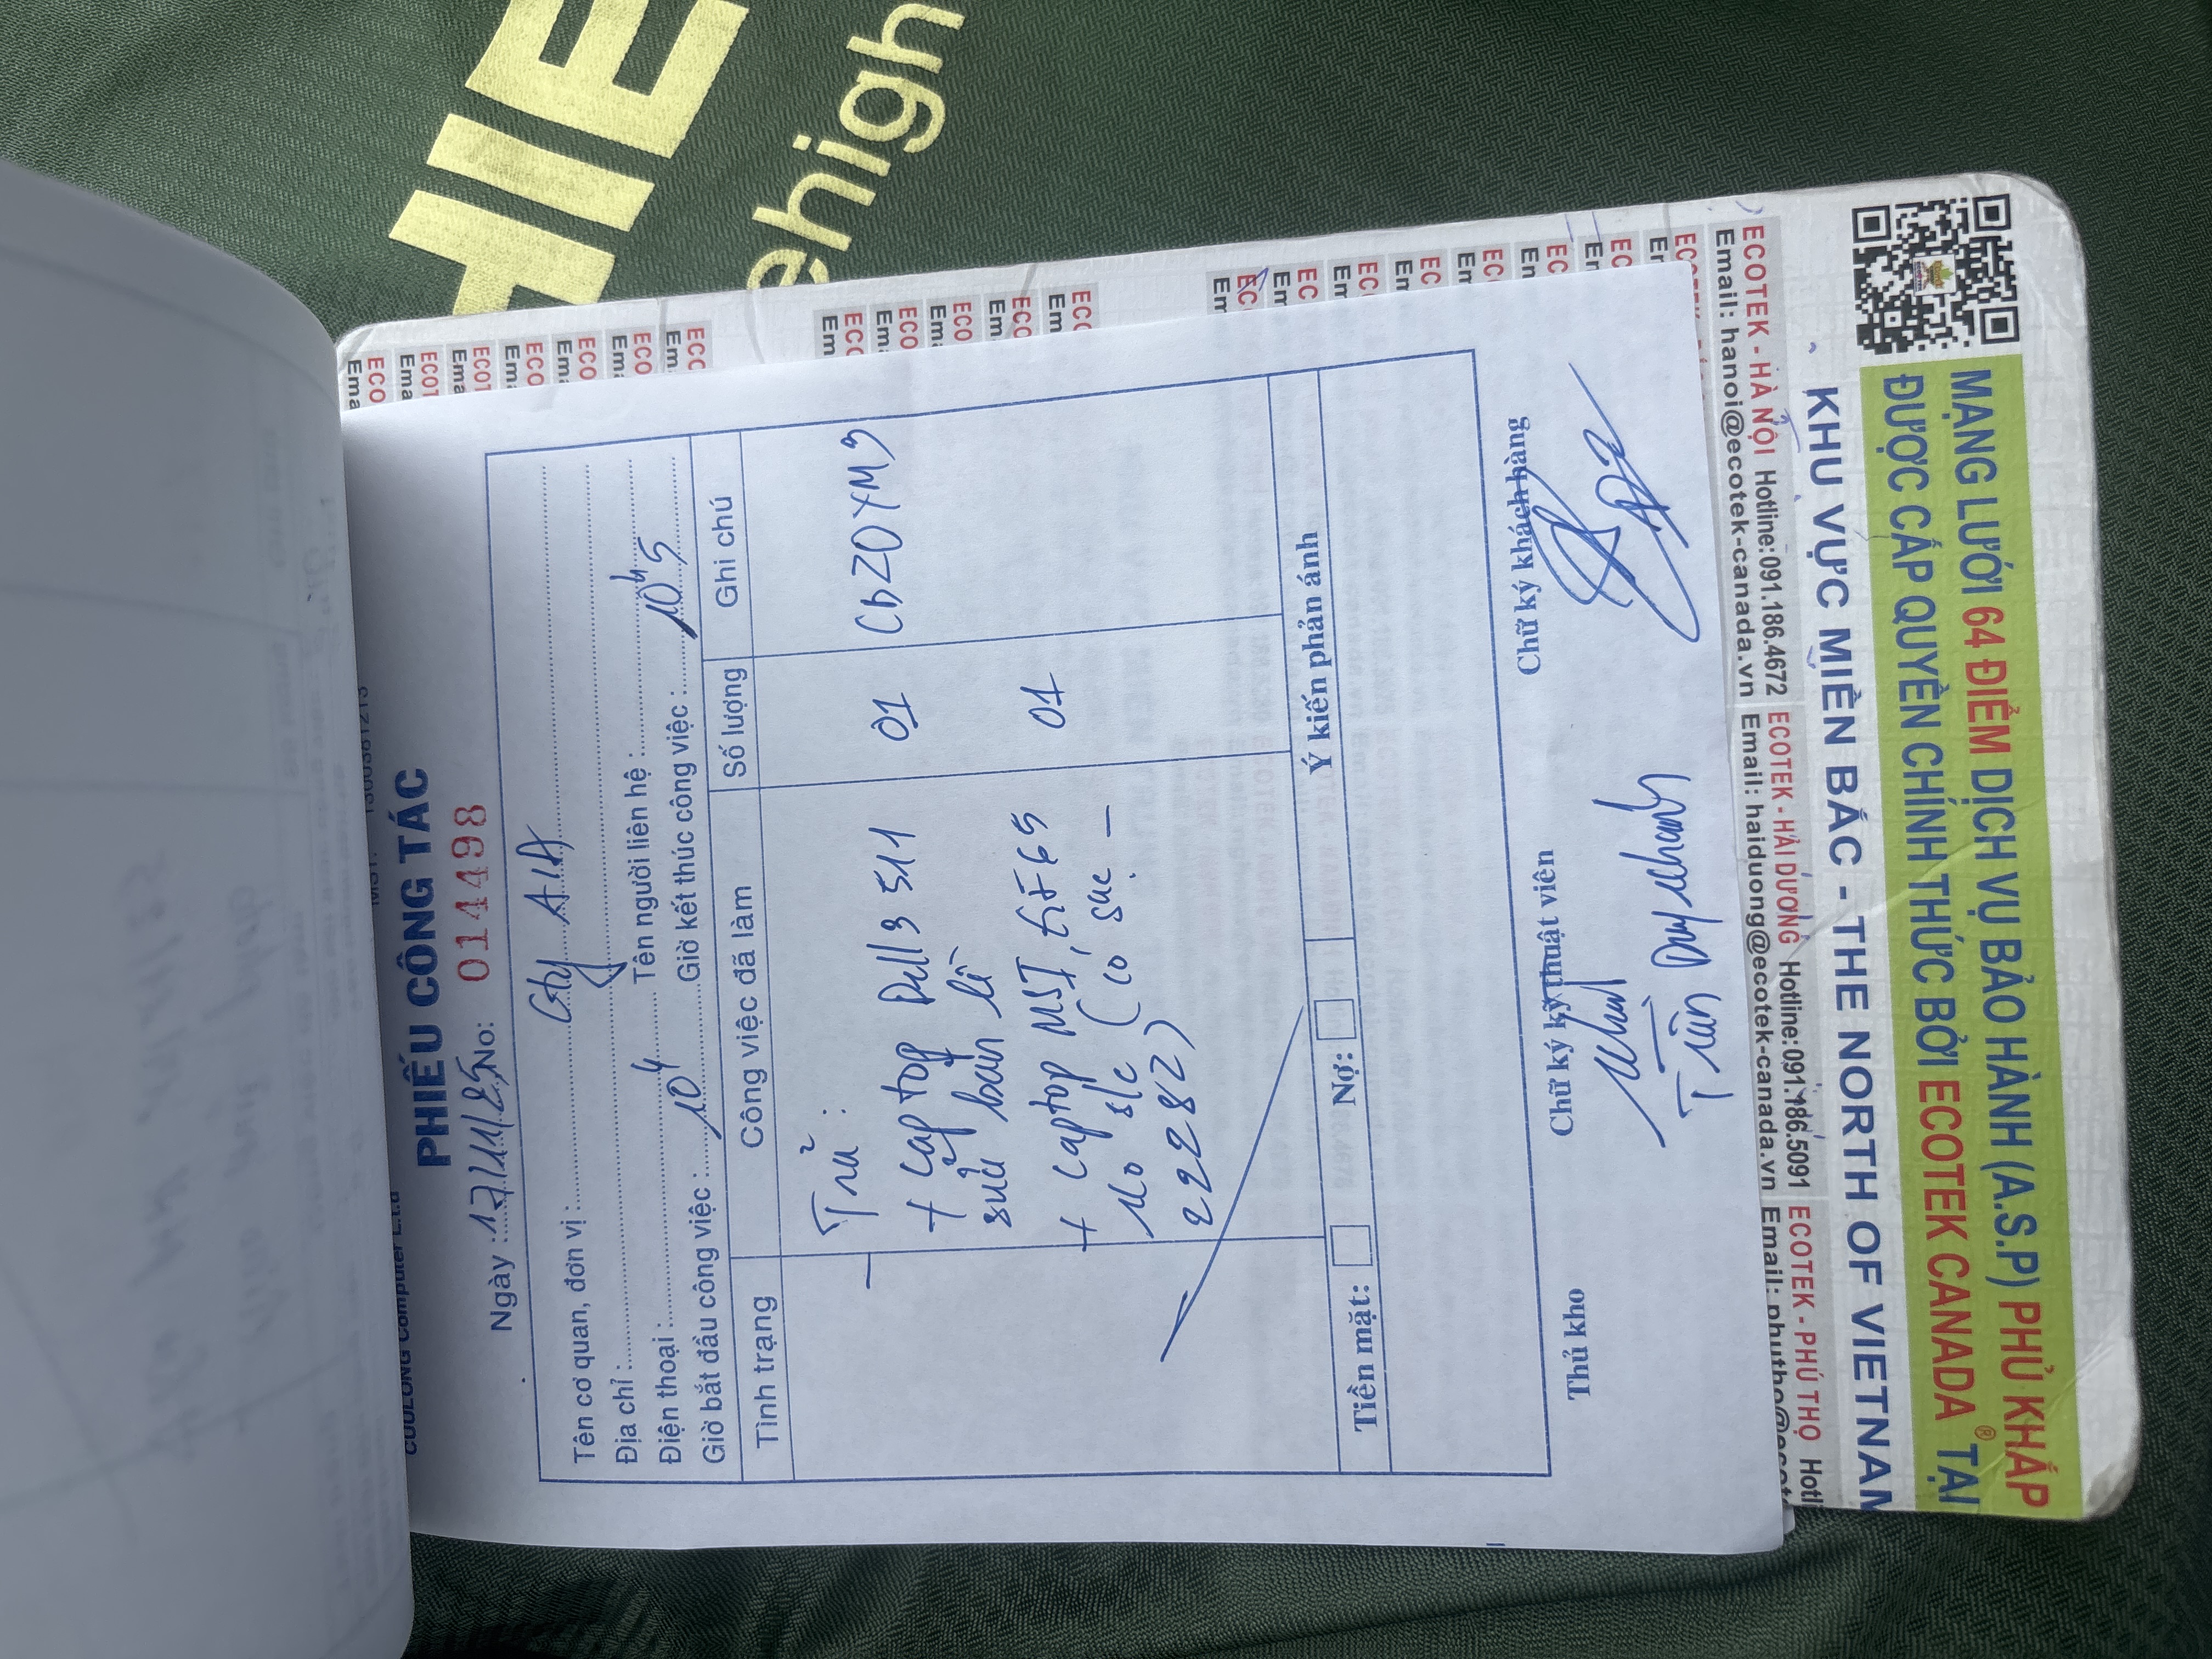 PHIẾU CÔNG TÁC
Ngày : 17/11/25 No: 014498
Tên cơ quan, đơn vị : Cty AIA
Địa chỉ :
Điện thoại : Tên người liên hệ :
Giờ bắt đầu công việc : 10h Giờ kết thúc công việc : 10h5
Tình trạng Công việc đã làm Số lượng Ghi chú
- Trả :
+ Laptop Dell 3511 01 CbZOYM3
sửa bản lề
+ Laptop MSI, GF65 01
No s/c (có sạc
22282)
Tiền mặt: Nợ: Ý kiến phản ánh
Thủ kho Chữ ký kỹ thuật viên Chữ ký khách hàng
Trần Duy Khanh
ECOTEK - HÀ NỘI Hotline: 091.186.4672
Email: hanoi@ecotek-canada.vn
ECOTEK - HẢI DƯƠNG Hotline: 091.186.5091
Email: haiduong@ecotek-canada.vn
ECOTEK - PHÚ THỌ Hotl
KHU VỰC MIỀN BẮC - THE NORTH OF VIETNAM
MẠNG LƯỚI 64 ĐIỂM DỊCH VỤ BẢO HÀNH (A.S.P) PHỦ KHẮP
ĐƯỢC CẤP QUYỀN CHÍNH THỨC BỞI ECOTEK CANADA ® TẠI
HIE
ehigh